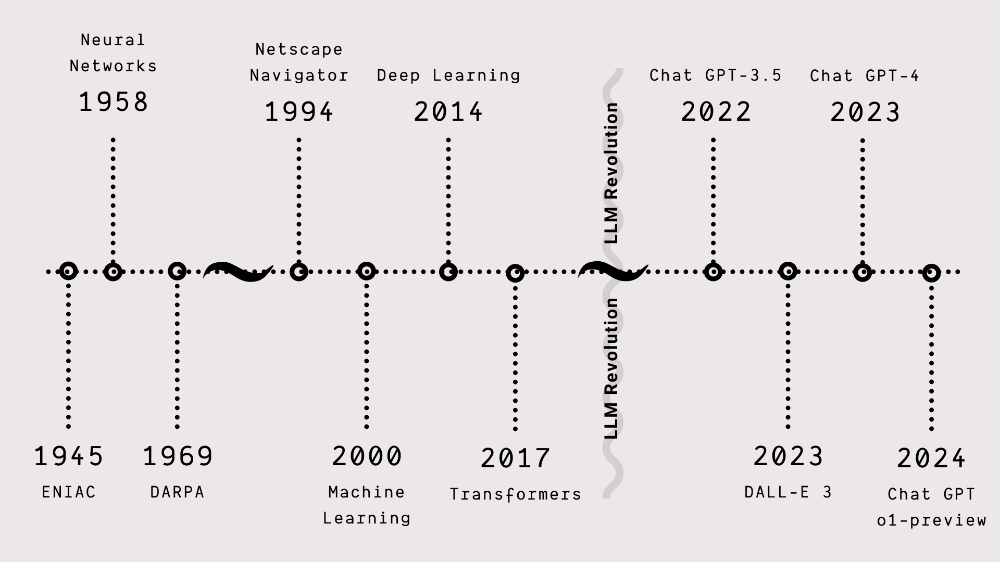 Neural
Networks
1958
Netscape
Navigator
1994
Deep Learning
2014
Chat GPT-3.5
2022
Chat GPT-4
2023
LLM Revolution
LLM Revolution
1945
ENIAC
1969
DARPA
2000
Machine
Learning
2017
Transformers
2023
DALL-E 3
2024
Chat GPT
o1-preview